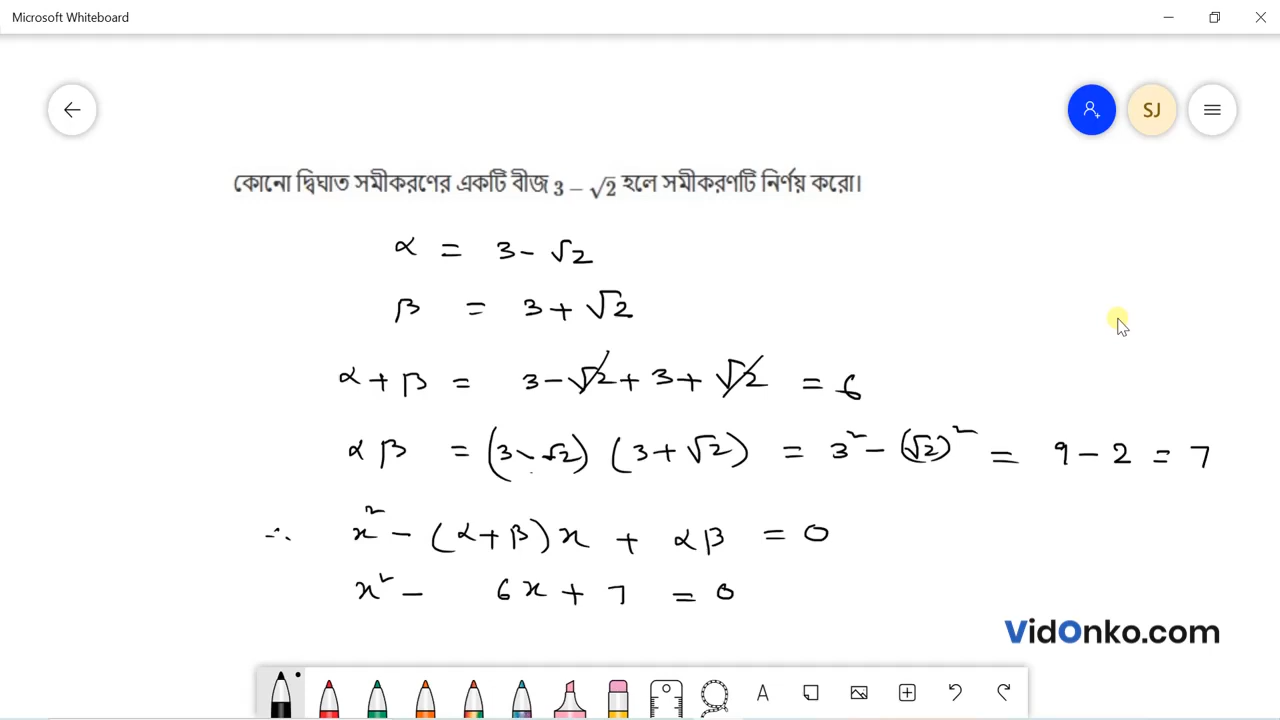 Microsoft Whiteboard
SJ
কোনো দ্বিঘাত সমীকরণের একটি বীজ 3 − √2 হলে সমীকরণটি নির্ণয় করো।
α = 3 - √2
β = 3 + √2
α + β = 3 - √2 + 3 + √2 = 6
α β = (3 - √2) (3 + √2) = 3² - (√2)² = 9 - 2 = 7
∴ x² - (α + β) x + αβ = 0
x² - 6x + 7 = 0
VidOnko.com
A